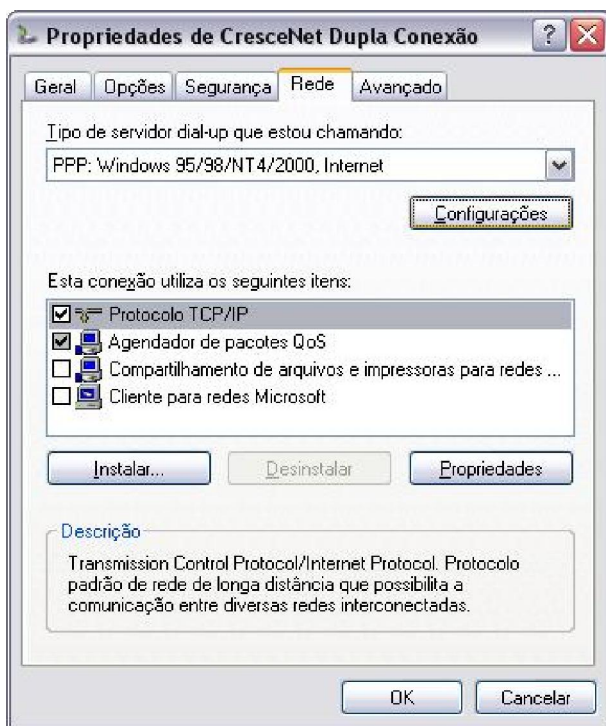 Propriedades de CresceNet Dupla Conexão
Geral Opções Segurança Rede Avançado
Tipo de servidor dial-up que estou chamando:
PPP: Windows 95/98/NT4/2000, Internet
Configurações
Esta conexão utiliza os seguintes itens:
Protocolo TCP/IP
Agendador de pacotes QoS
Compartilhamento de arquivos e impressoras para redes ...
Cliente para redes Microsoft
Instalar... Desinstalar Propriedades
Descrição
Transmission Control Protocol/Internet Protocol. Protocolo
padrão de rede de longa distância que possibilita a
comunicação entre diversas redes interconectadas.
OK Cancelar